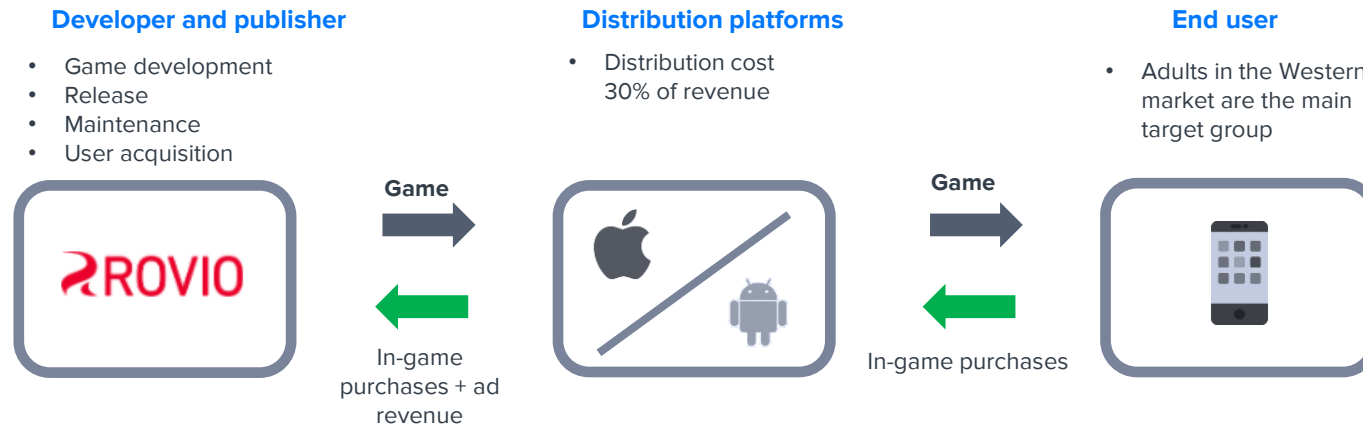 Developer and publisher
• Game development
• Release
• Maintenance
• User acquisition
Distribution platforms
• Distribution cost
30% of revenue
End user
• Adults in the Western
market are the main
target group
ROVIO
Game
In-game
purchases + ad
revenue
Game
In-game purchases